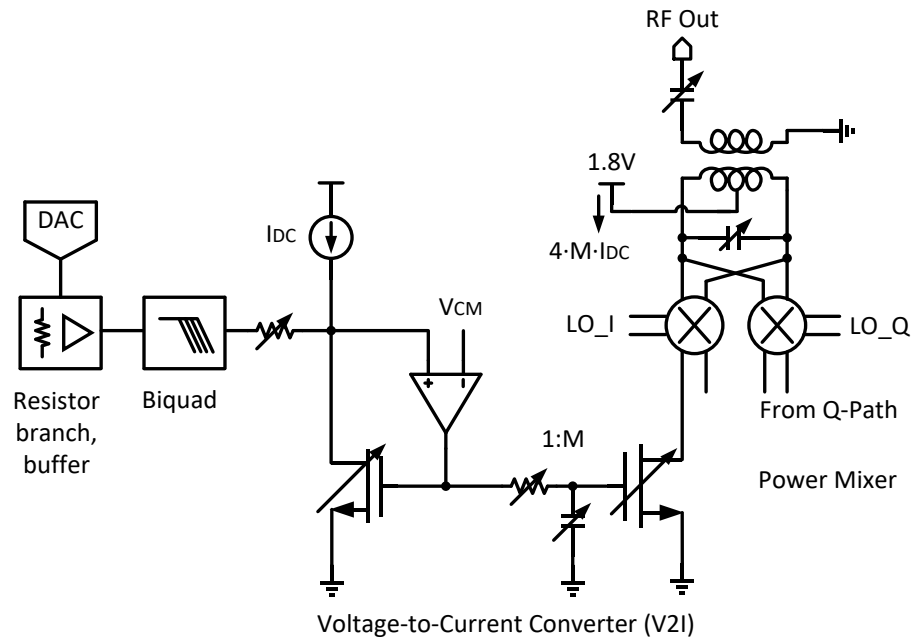 RF Out
1.8V
DAC
IDC
4·M·IDC
VCM
LO_I
LO_Q
+
-
Resistor
branch,
buffer
Biquad
1:M
From Q-Path
Power Mixer
Voltage-to-Current Converter (V2I)